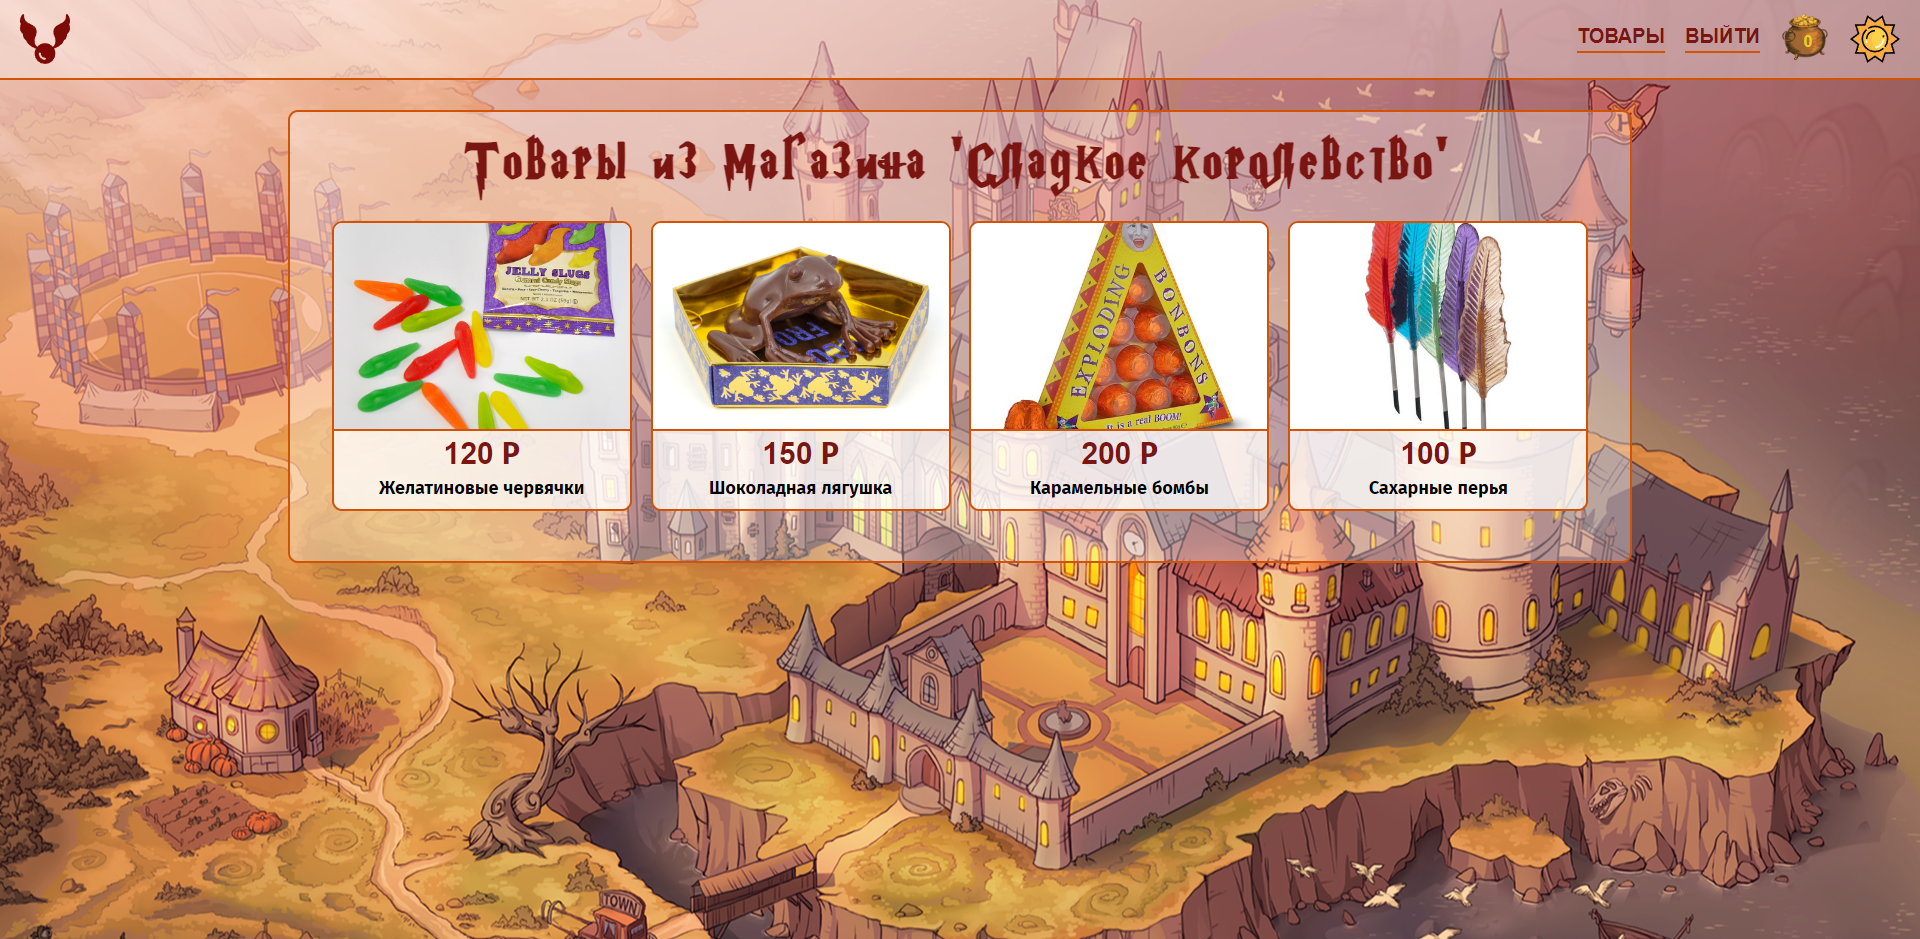 ТОВАРЫ ВЫЙТИ 0
Товары из магазина 'Сладкое королевство'
JELLY SLUGS
FRO
EXPLODING
BONBONS
It is a real BOOM!
120 Р
150 Р
200 Р
100 Р
Желатиновые червячки
Шоколадная лягушка
Карамельные бомбы
Сахарные перья
H
TOWN